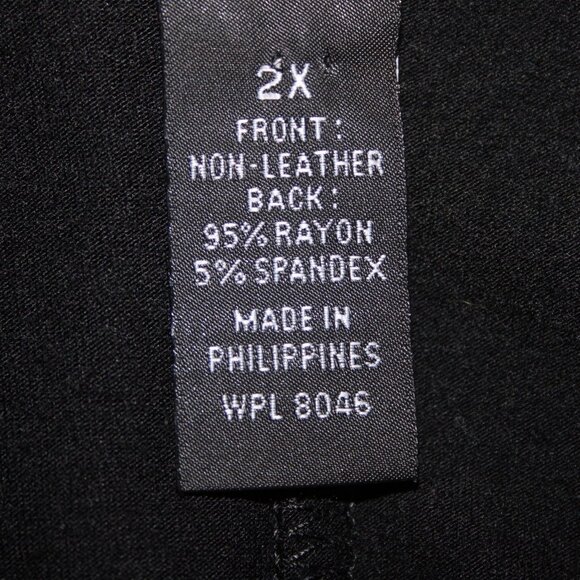 2X
FRONT:
NON-LEATHER
BACK:
95% RAYON
5% SPANDEX
MADE IN
PHILIPPINES
WPL 8046